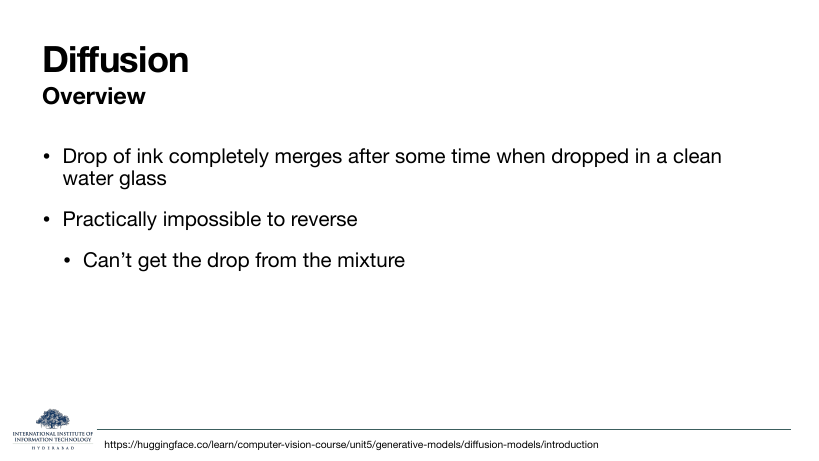 Diffusion
Overview
• Drop of ink completely merges after some time when dropped in a clean
water glass
• Practically impossible to reverse
• Can’t get the drop from the mixture
INTERNATIONAL INSTITUTE OF
INFORMATION TECHNOLOGY
HYDERABAD
https://huggingface.co/learn/computer-vision-course/unit5/generative-models/diffusion-models/introduction